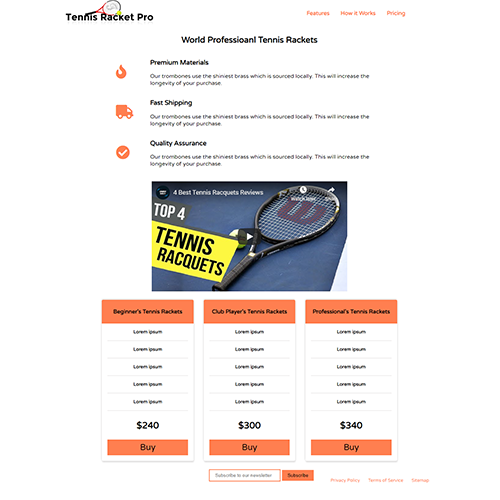 Tennis Racket Pro
Features How it Works Pricing
World Professioanl Tennis Rackets
Premium Materials
Our trombones use the shiniest brass which is sourced locally. This will increase the
longevity of your purchase.
Fast Shipping
Our trombones use the shiniest brass which is sourced locally. This will increase the
longevity of your purchase.
Quality Assurance
Our trombones use the shiniest brass which is sourced locally. This will increase the
longevity of your purchase.
4 Best Tennis Racquets Reviews
TOP 4
TENNIS
RACQUETS
Beginner's Tennis Rackets
Lorem ipsum
Lorem ipsum
Lorem ipsum
Lorem ipsum
Lorem ipsum
$240
Buy
Club Player's Tennis Rackets
Lorem ipsum
Lorem ipsum
Lorem ipsum
Lorem ipsum
Lorem ipsum
$300
Buy
Professional's Tennis Rackets
Lorem ipsum
Lorem ipsum
Lorem ipsum
Lorem ipsum
Lorem ipsum
$340
Buy
Subscribe to our newsletter Subscribe
Privacy Policy Terms of Service Sitemap